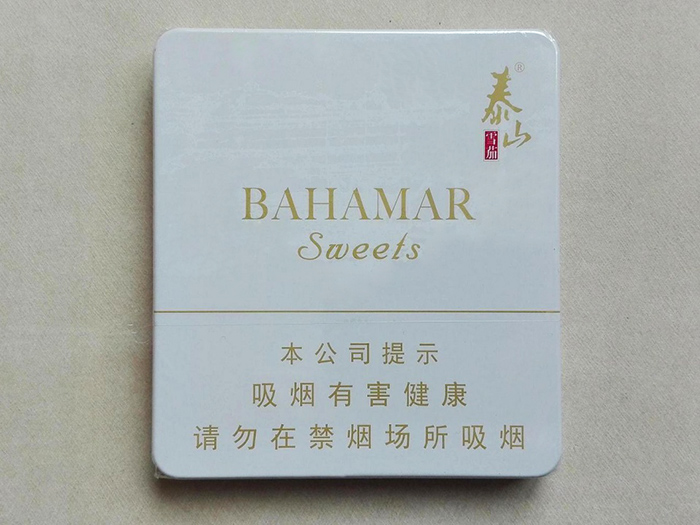 泰山®
雪茄
BAHAMAR
Sweets
本公司提示
吸烟有害健康
请勿在禁烟场所吸烟